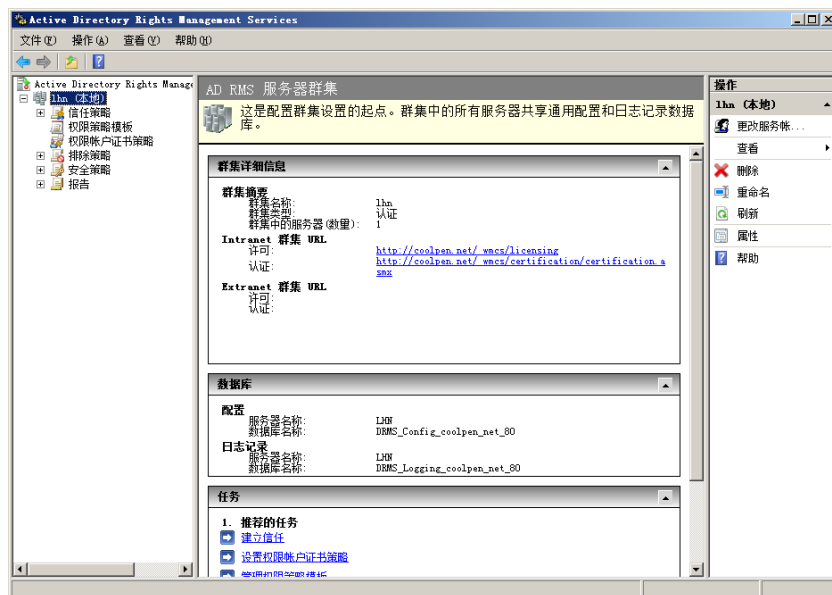 Active Directory Rights Management Services
文件(F) 操作(A) 查看(V) 帮助(H)
Active Directory Rights Manage
lhn (本地)
信任策略
权限策略模板
权限帐户证书策略
排除策略
安全策略
报告
AD RMS 服务器群集
这是配置群集设置的起点。群集中的所有服务器共享通用配置和日志记录数据
库。
群集详细信息
群集摘要
群集名称: lhn
群集类型: 认证
群集中的服务器(数量): 1
Intranet 群集 URL
许可: http://coolpen.net/_wmcs/licensing
认证: http://coolpen.net/_wmcs/certification/certification.a
smx
Extranet 群集 URL
许可:
认证:
数据库
配置
服务器名称: LHN
数据库名称: DRMS_Config_coolpen_net_80
日志记录
服务器名称: LHN
数据库名称: DRMS_Logging_coolpen_net_80
任务
1. 推荐的任务
建立信任
设置权限帐户证书策略
管理权限策略模板
操作
lhn (本地)
更改服务帐...
查看
删除
重命名
刷新
属性
帮助